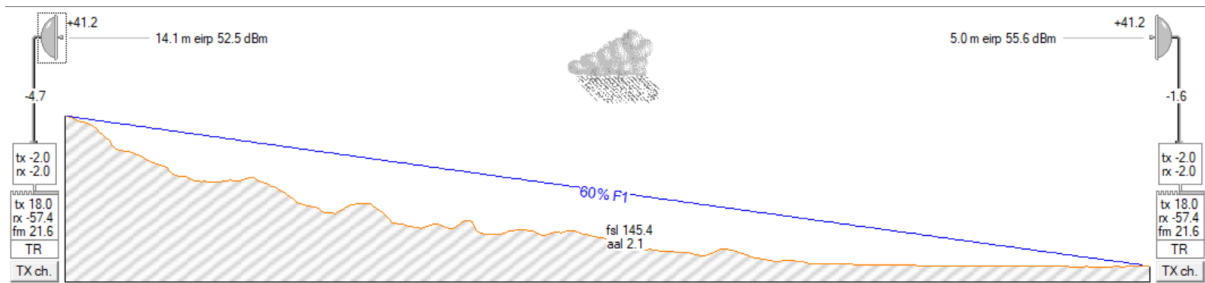 +41.2
14.1 m eirp 52.5 dBm
-4.7
tx -2.0
rx -2.0
tx 18.0
rx -57.4
fm 21.6
TR
TX ch.
60% F1
fsl 145.4
aal 2.1
+41.2
5.0 m eirp 55.6 dBm
-1.6
tx -2.0
rx -2.0
tx 18.0
rx -57.4
fm 21.6
TR
TX ch.